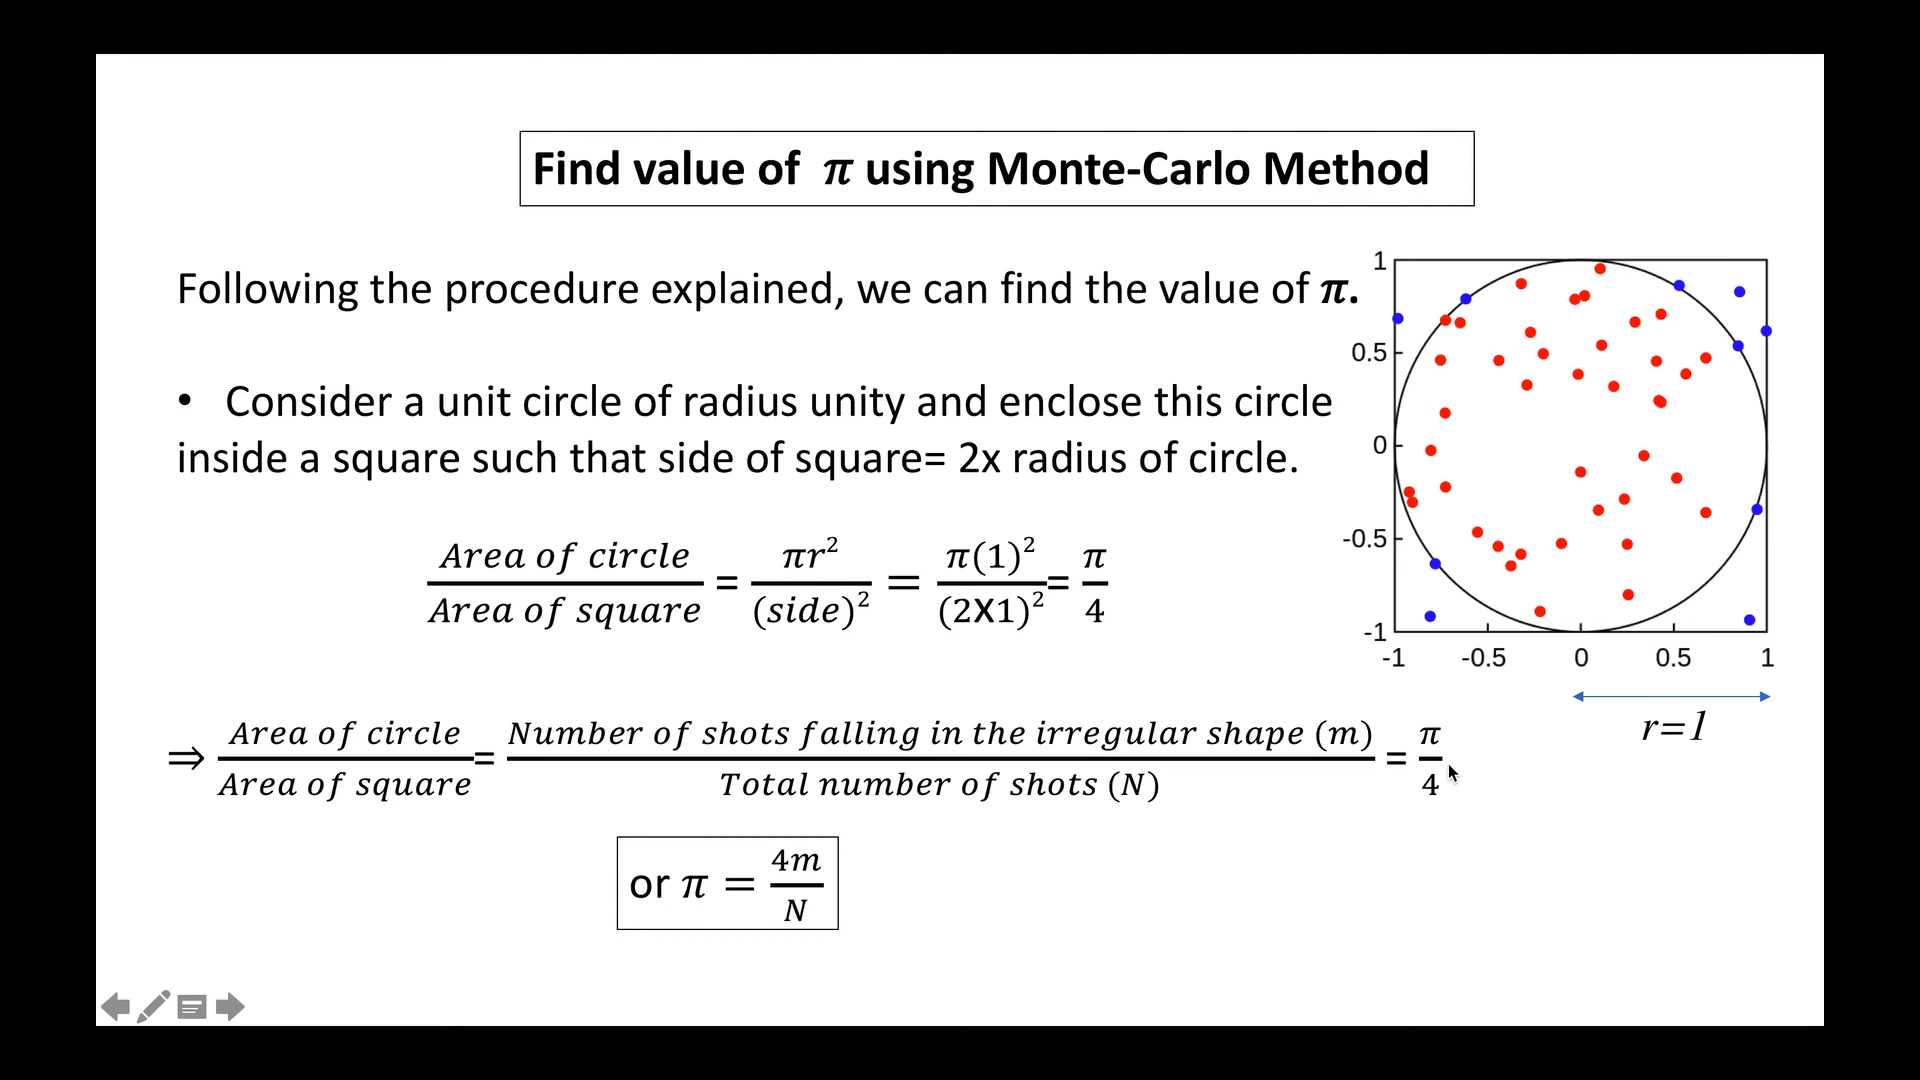 Find value of π using Monte-Carlo Method
Following the procedure explained, we can find the value of π.
• Consider a unit circle of radius unity and enclose this circle
inside a square such that side of square= 2x radius of circle.
Area of circle / Area of square = πr² / (side)² = π(1)² / (2X1)² = π / 4
⇒ Area of circle / Area of square = Number of shots falling in the irregular shape (m) / Total number of shots (N) = π / 4
or π = 4m / N
1
0.5
0
-0.5
-1
-1 -0.5 0 0.5 1
r=1